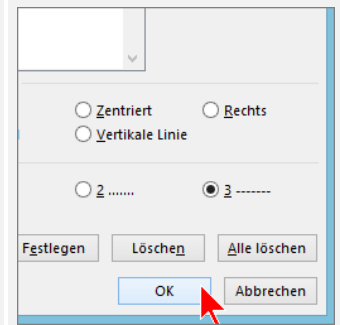 Zentriert Rechts
Vertikale Linie
2 ....... 3 -------
Festlegen Löschen Alle löschen
OK Abbrechen